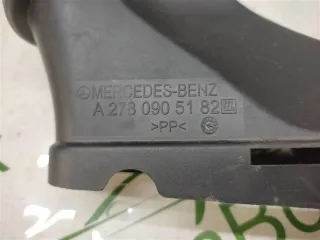 MERCEDES-BENZ
A 278 090 51 82
>PP<